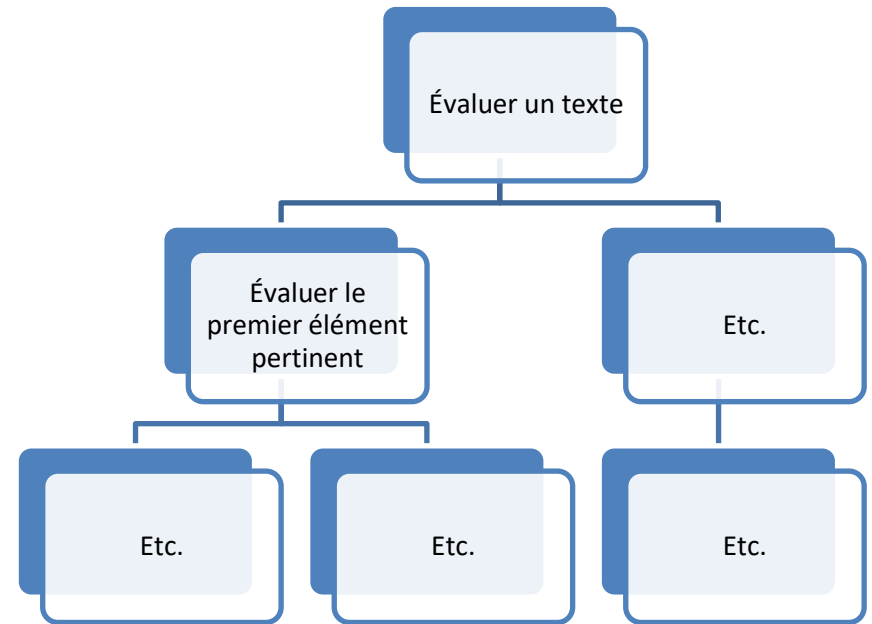 Évaluer un texte
Évaluer le
premier élément
pertinent
Etc.
Etc.
Etc.
Etc.